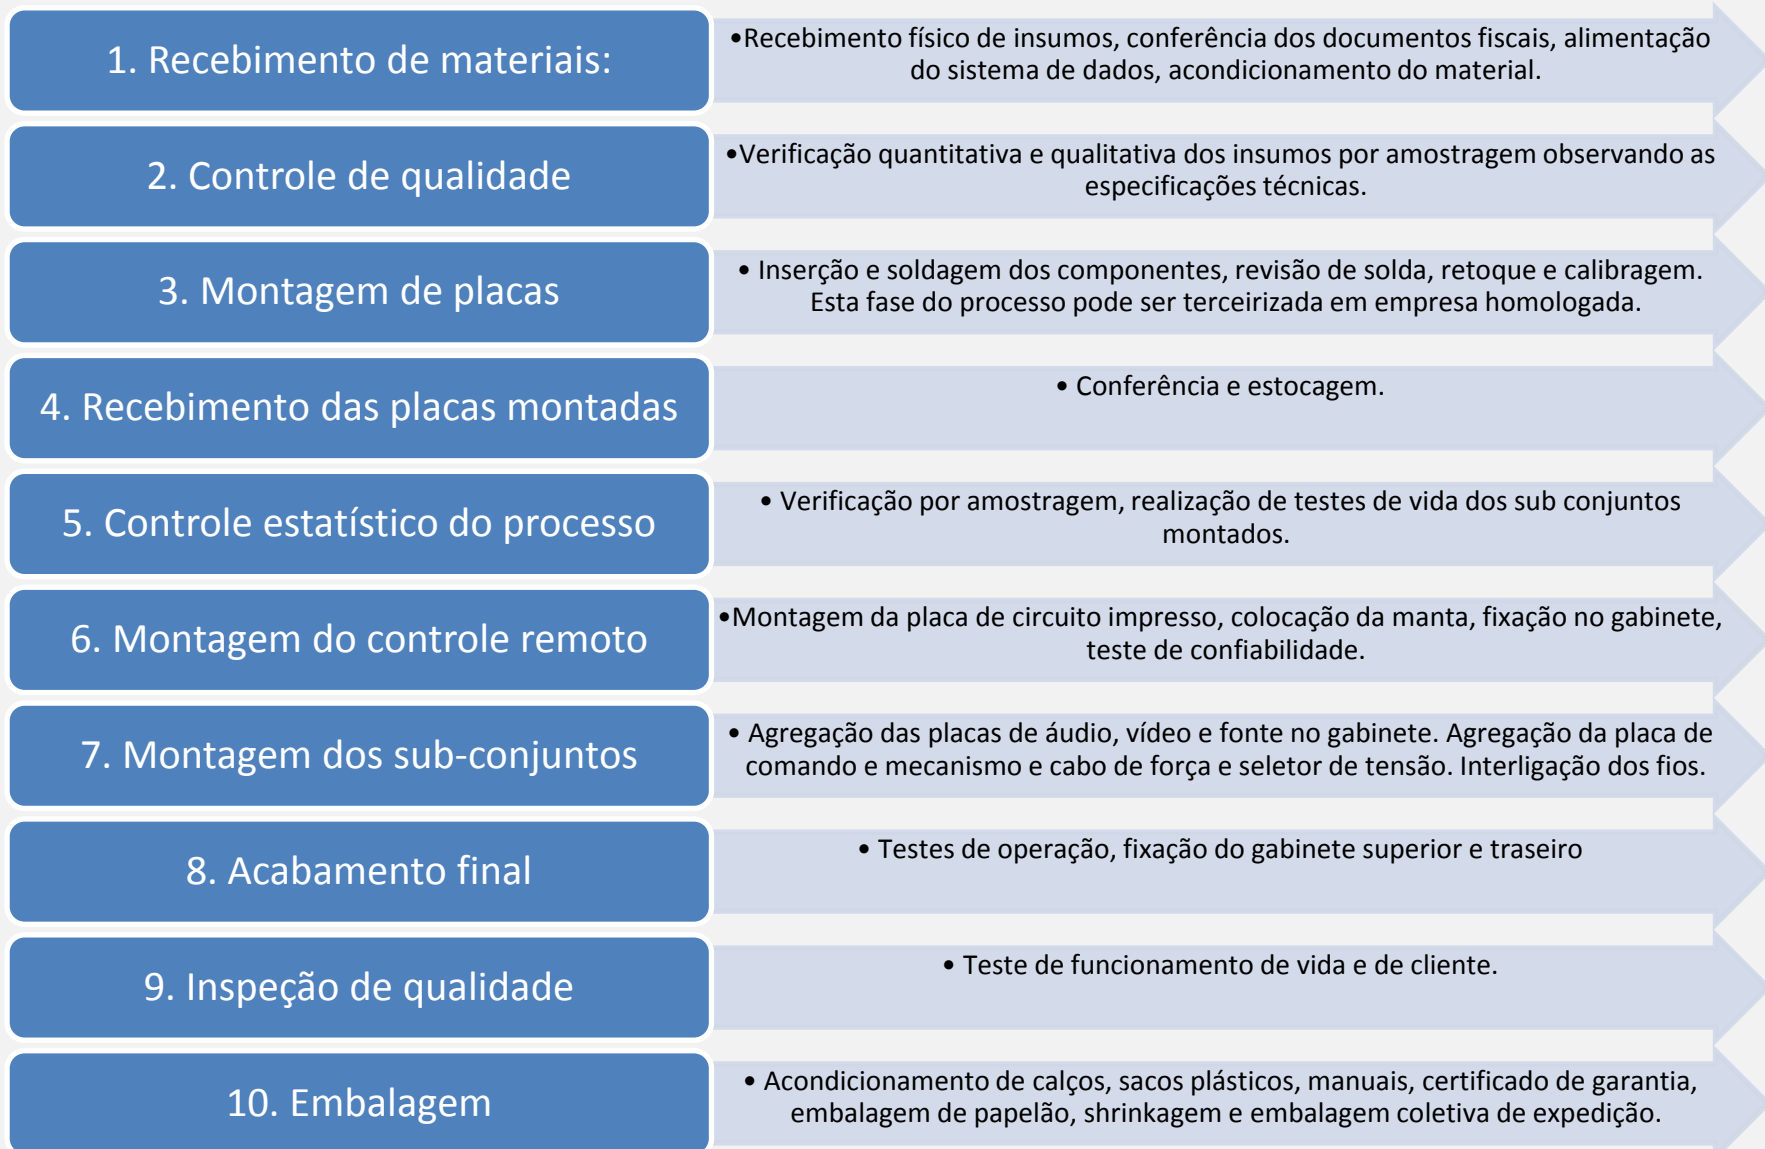 1. Recebimento de materiais:
•Recebimento físico de insumos, conferência dos documentos fiscais, alimentação
do sistema de dados, acondicionamento do material.
2. Controle de qualidade
•Verificação quantitativa e qualitativa dos insumos por amostragem observando as
especificações técnicas.
3. Montagem de placas
• Inserção e soldagem dos componentes, revisão de solda, retoque e calibragem.
Esta fase do processo pode ser terceirizada em empresa homologada.
4. Recebimento das placas montadas
• Conferência e estocagem.
5. Controle estatístico do processo
• Verificação por amostragem, realização de testes de vida dos sub conjuntos
montados.
6. Montagem do controle remoto
•Montagem da placa de circuito impresso, colocação da manta, fixação no gabinete,
teste de confiabilidade.
7. Montagem dos sub-conjuntos
• Agregação das placas de áudio, vídeo e fonte no gabinete. Agregação da placa de
comando e mecanismo e cabo de força e seletor de tensão. Interligação dos fios.
8. Acabamento final
• Testes de operação, fixação do gabinete superior e traseiro
9. Inspeção de qualidade
• Teste de funcionamento de vida e de cliente.
10. Embalagem
• Acondicionamento de calços, sacos plásticos, manuais, certificado de garantia,
embalagem de papelão, shrinkagem e embalagem coletiva de expedição.